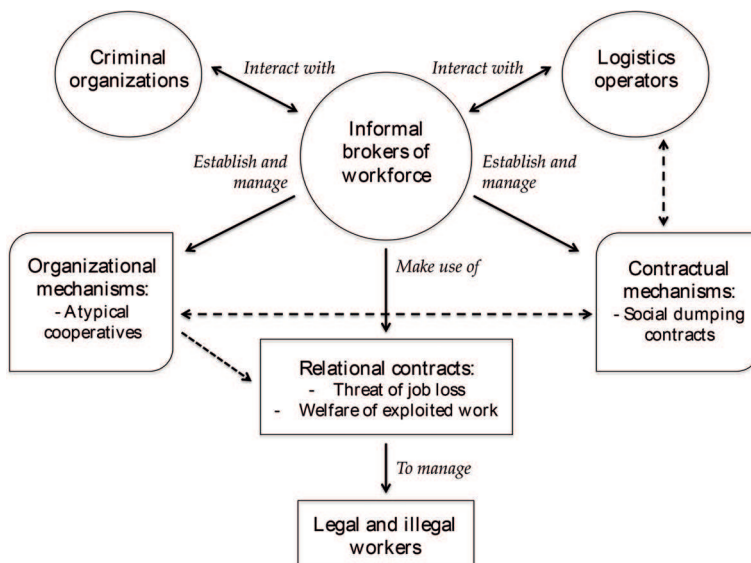 Criminal
organizations
Interact with
Interact with
Logistics
operators
Informal
brokers of
workforce
Establish and
manage
Establish and
manage
Organizational
mechanisms:
- Atypical
cooperatives
Make use of
Contractual
mechanisms:
- Social dumping
contracts
Relational contracts:
- Threat of job loss
- Welfare of exploited work
To manage
Legal and illegal
workers